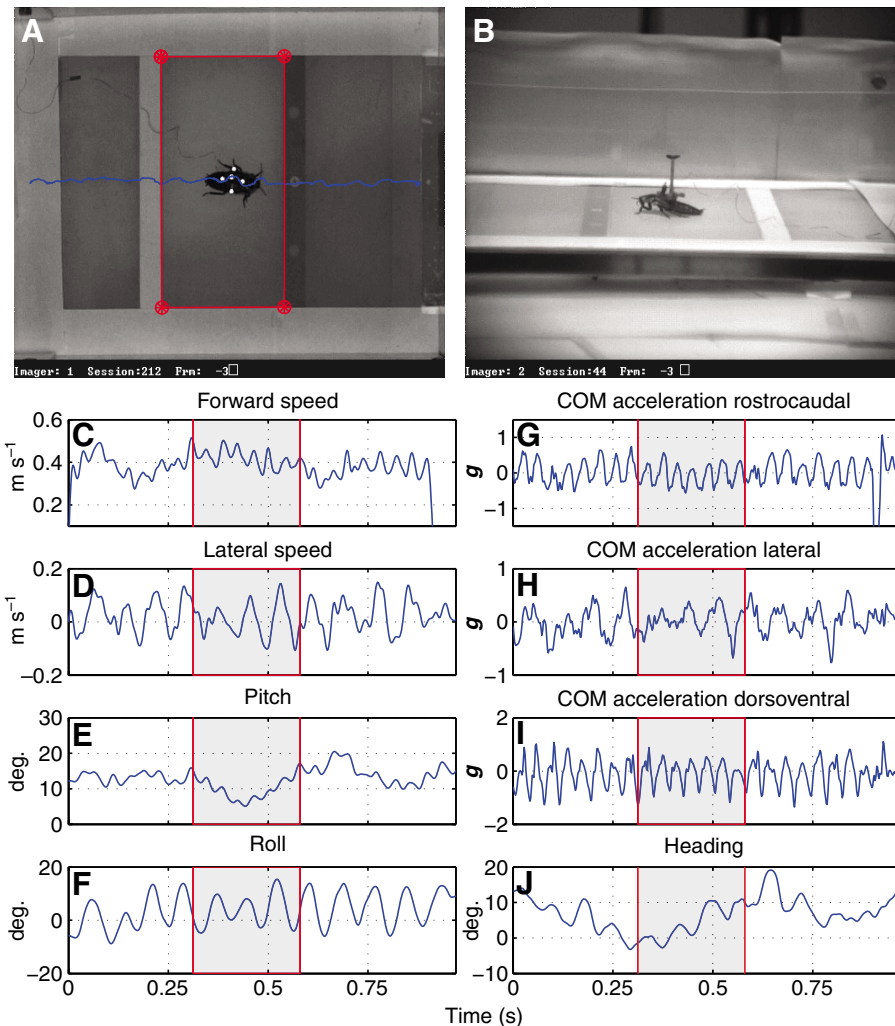 A
B
Imager: 1 Session:212 Frm: -3
Imager: 2 Session:44 Frm: -3
Forward speed
C
0.6
0.4
0.2
m s⁻¹
COM acceleration rostrocaudal
G
1
0
−1
g
Lateral speed
D
0.2
0
−0.2
m s⁻¹
COM acceleration lateral
H
1
0
−1
g
Pitch
E
30
20
10
0
deg.
COM acceleration dorsoventral
I
2
0
−2
g
Roll
F
20
0
−20
deg.
0 0.25 0.5 0.75
Heading
J
20
10
0
−10
deg.
0.25 0.5 0.75
Time (s)